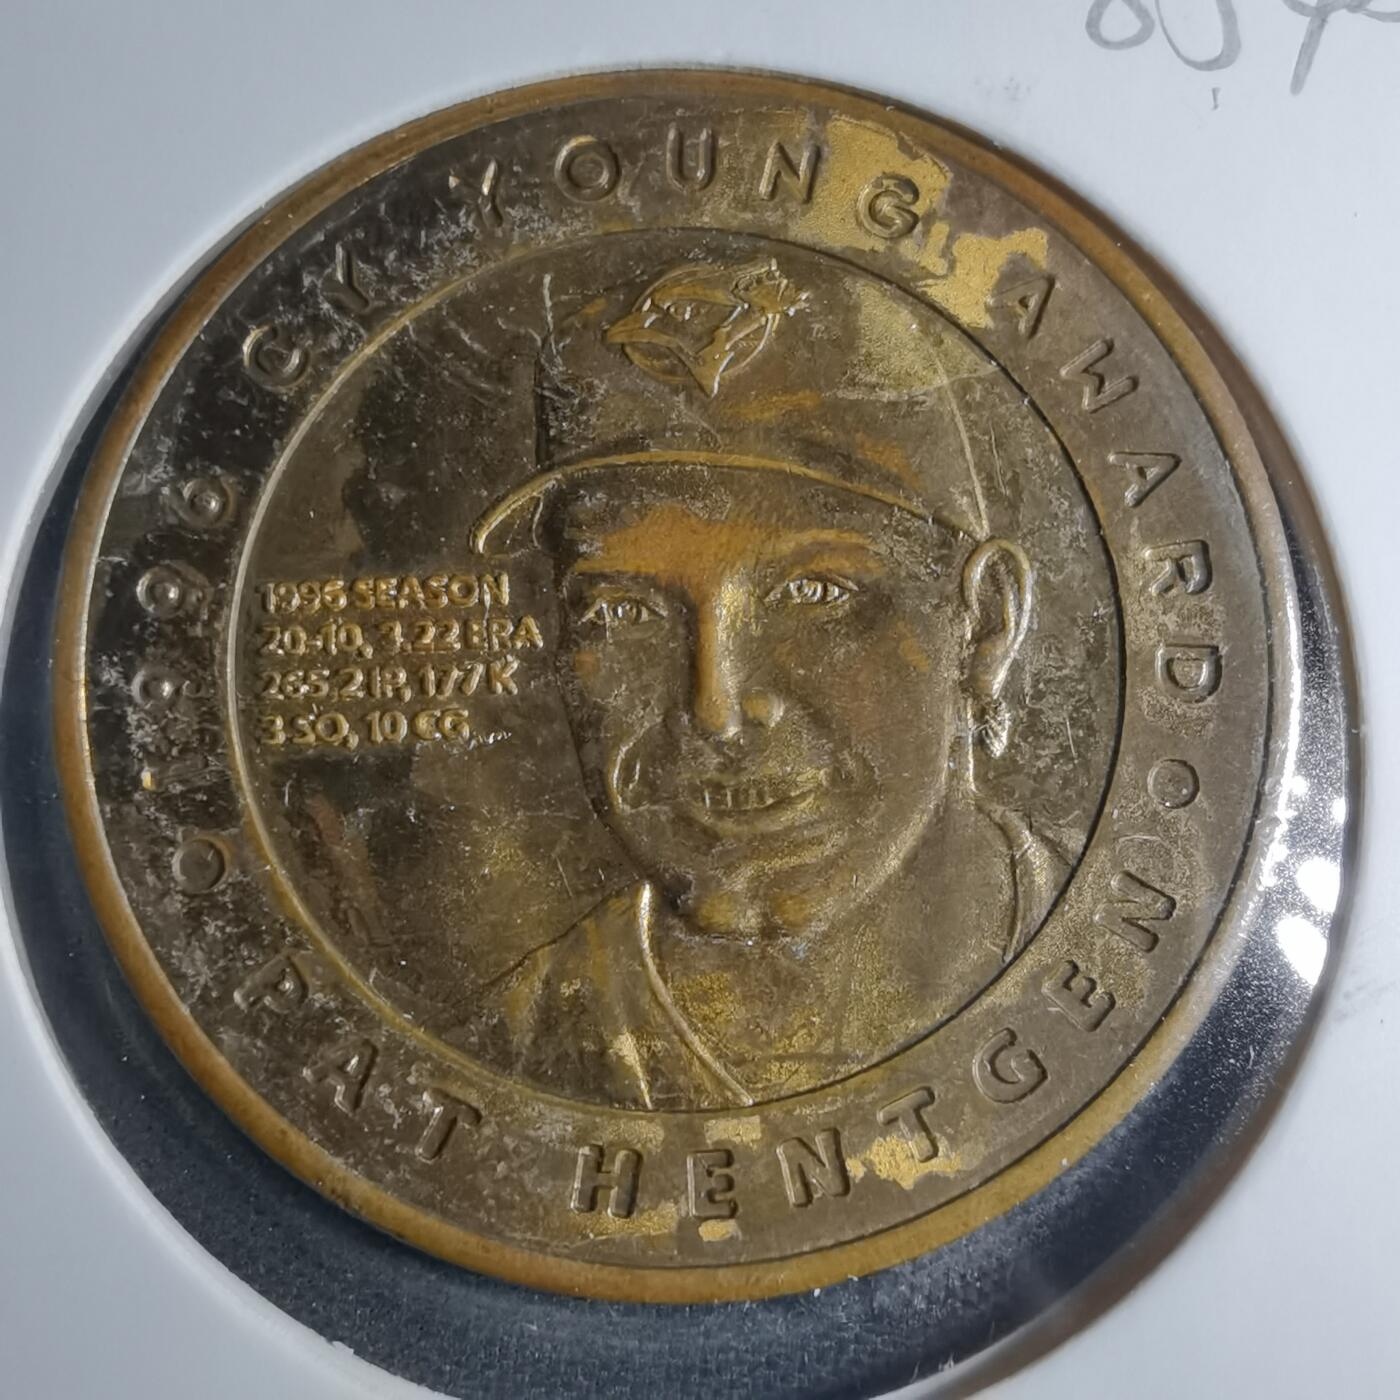 1996 CY YOUNG AWARD
1996 SEASON
20-10, 3.22 ERA
265.2 IP, 177 K
3 SO, 10 CG
PAT HENTGEN